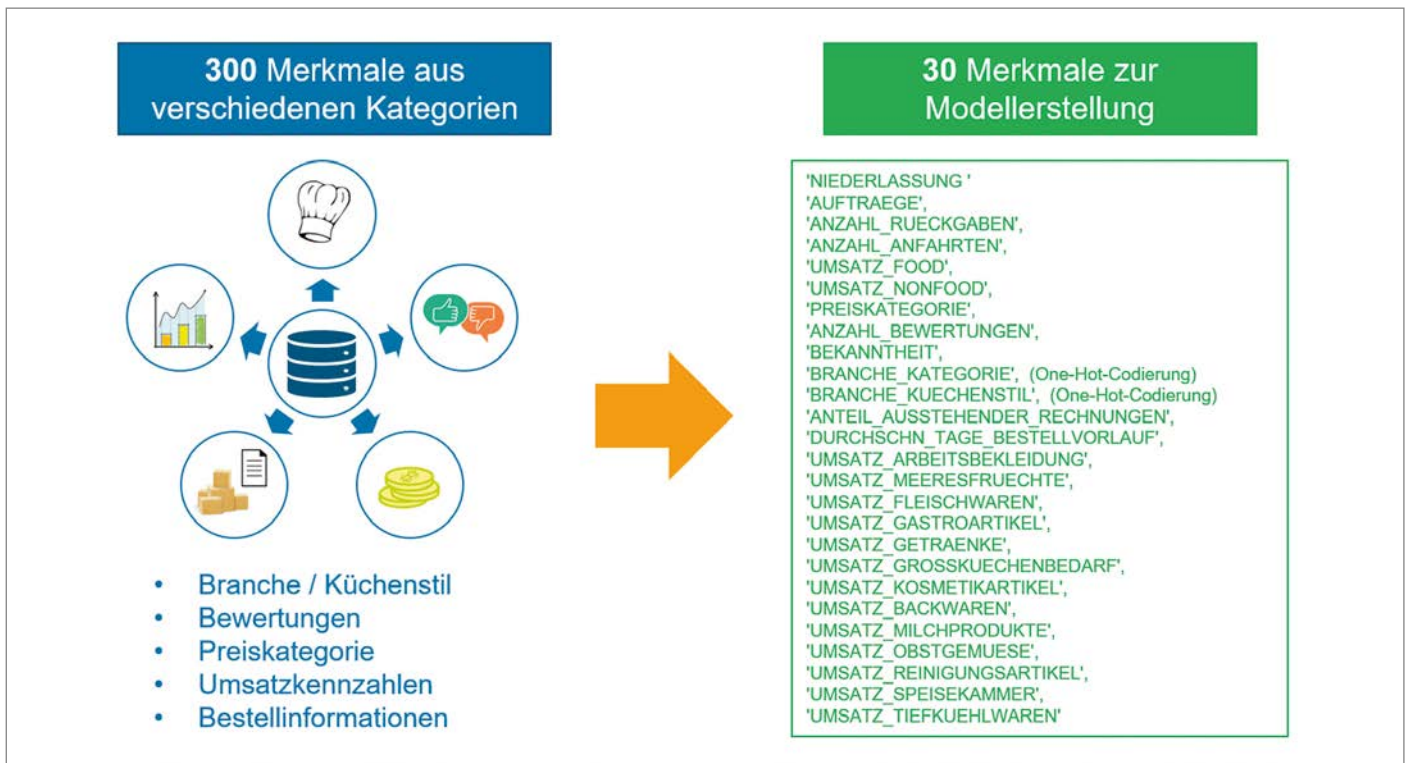 300 Merkmale aus
verschiedenen Kategorien
• Branche / Küchenstil
• Bewertungen
• Preiskategorie
• Umsatzkennzahlen
• Bestellinformationen
30 Merkmale zur
Modellerstellung
'NIEDERLASSUNG '
'AUFTRAEGE',
'ANZAHL_RUECKGABEN',
'ANZAHL_ANFAHRTEN',
'UMSATZ_FOOD',
'UMSATZ_NONFOOD',
'PREISKATEGORIE',
'ANZAHL_BEWERTUNGEN',
'BEKANNTHEIT',
'BRANCHE_KATEGORIE', (One-Hot-Codierung)
'BRANCHE_KUECHENSTIL', (One-Hot-Codierung)
'ANTEIL_AUSSTEHENDER_RECHNUNGEN',
'DURCHSCHN_TAGE_BESTELLVORLAUF',
'UMSATZ_ARBEITSBEKLEIDUNG',
'UMSATZ_MEERESFRUECHTE',
'UMSATZ_FLEISCHWAREN',
'UMSATZ_GASTROARTIKEL',
'UMSATZ_GETRAENKE',
'UMSATZ_GROSSKUECHENBEDARF',
'UMSATZ_KOSMETIKARTIKEL',
'UMSATZ_BACKWAREN',
'UMSATZ_MILCHPRODUKTE',
'UMSATZ_OBSTGEMUESE',
'UMSATZ_REINIGUNGSARTIKEL',
'UMSATZ_SPEISEKAMMER',
'UMSATZ_TIEFKUEHLWAREN'